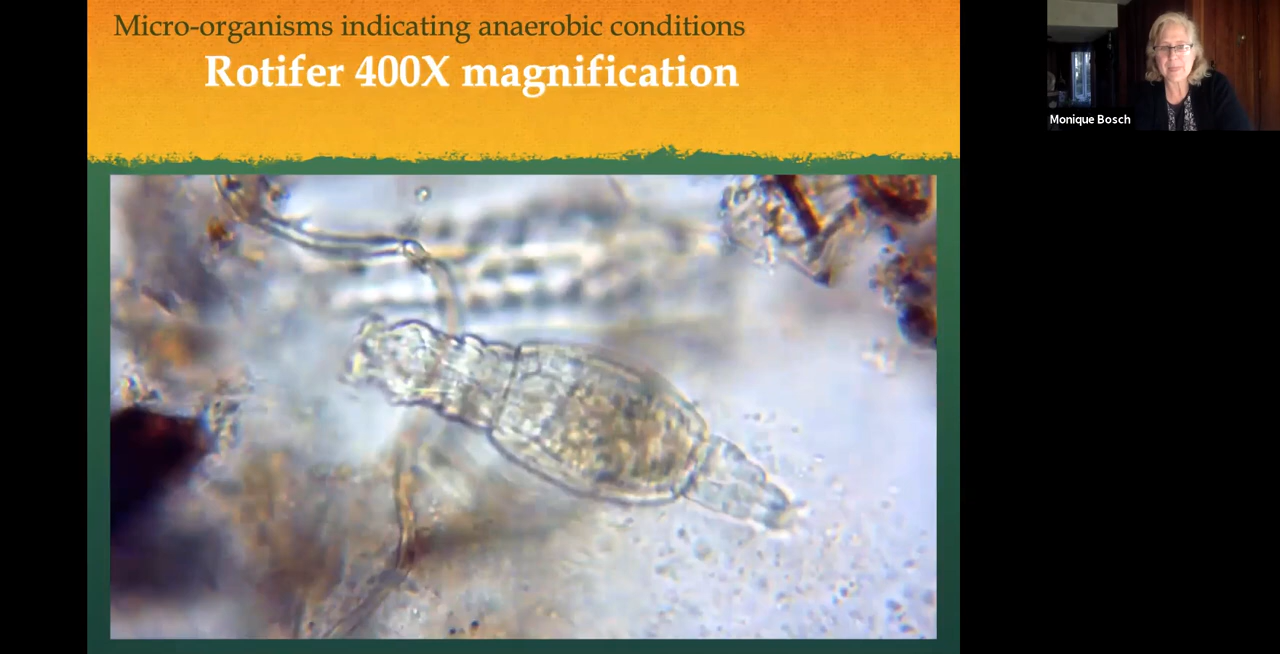 Micro-organisms indicating anaerobic conditions
Rotifer 400X magnification
Monique Bosch